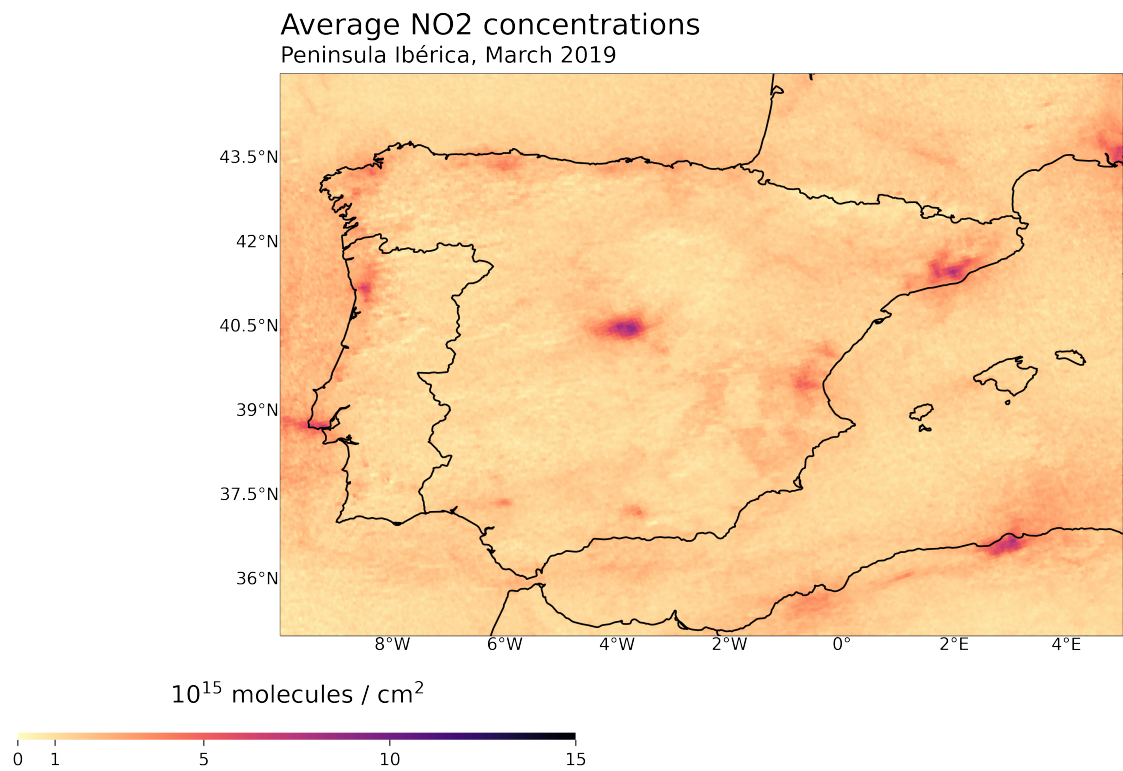 Average NO2 concentrations
Peninsula Ibérica, March 2019
43.5°N
42°N
40.5°N
39°N
37.5°N
36°N
8°W 6°W 4°W 2°W 0° 2°E 4°E
10¹⁵ molecules / cm²
0 1 5 10 15